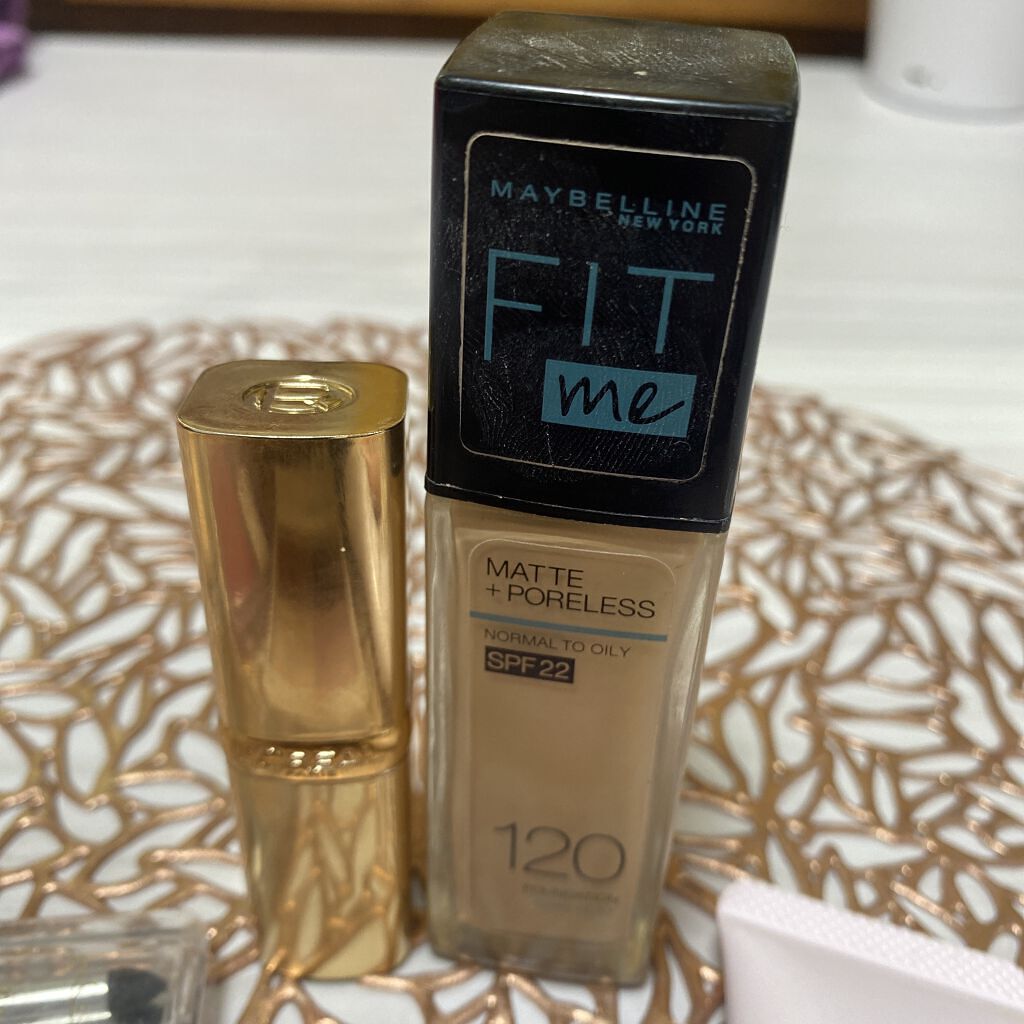 MAYBELLINE
NEW YORK
FIT
me
MATTE
+ PORELESS
NORMAL TO OILY
SPF 22
120